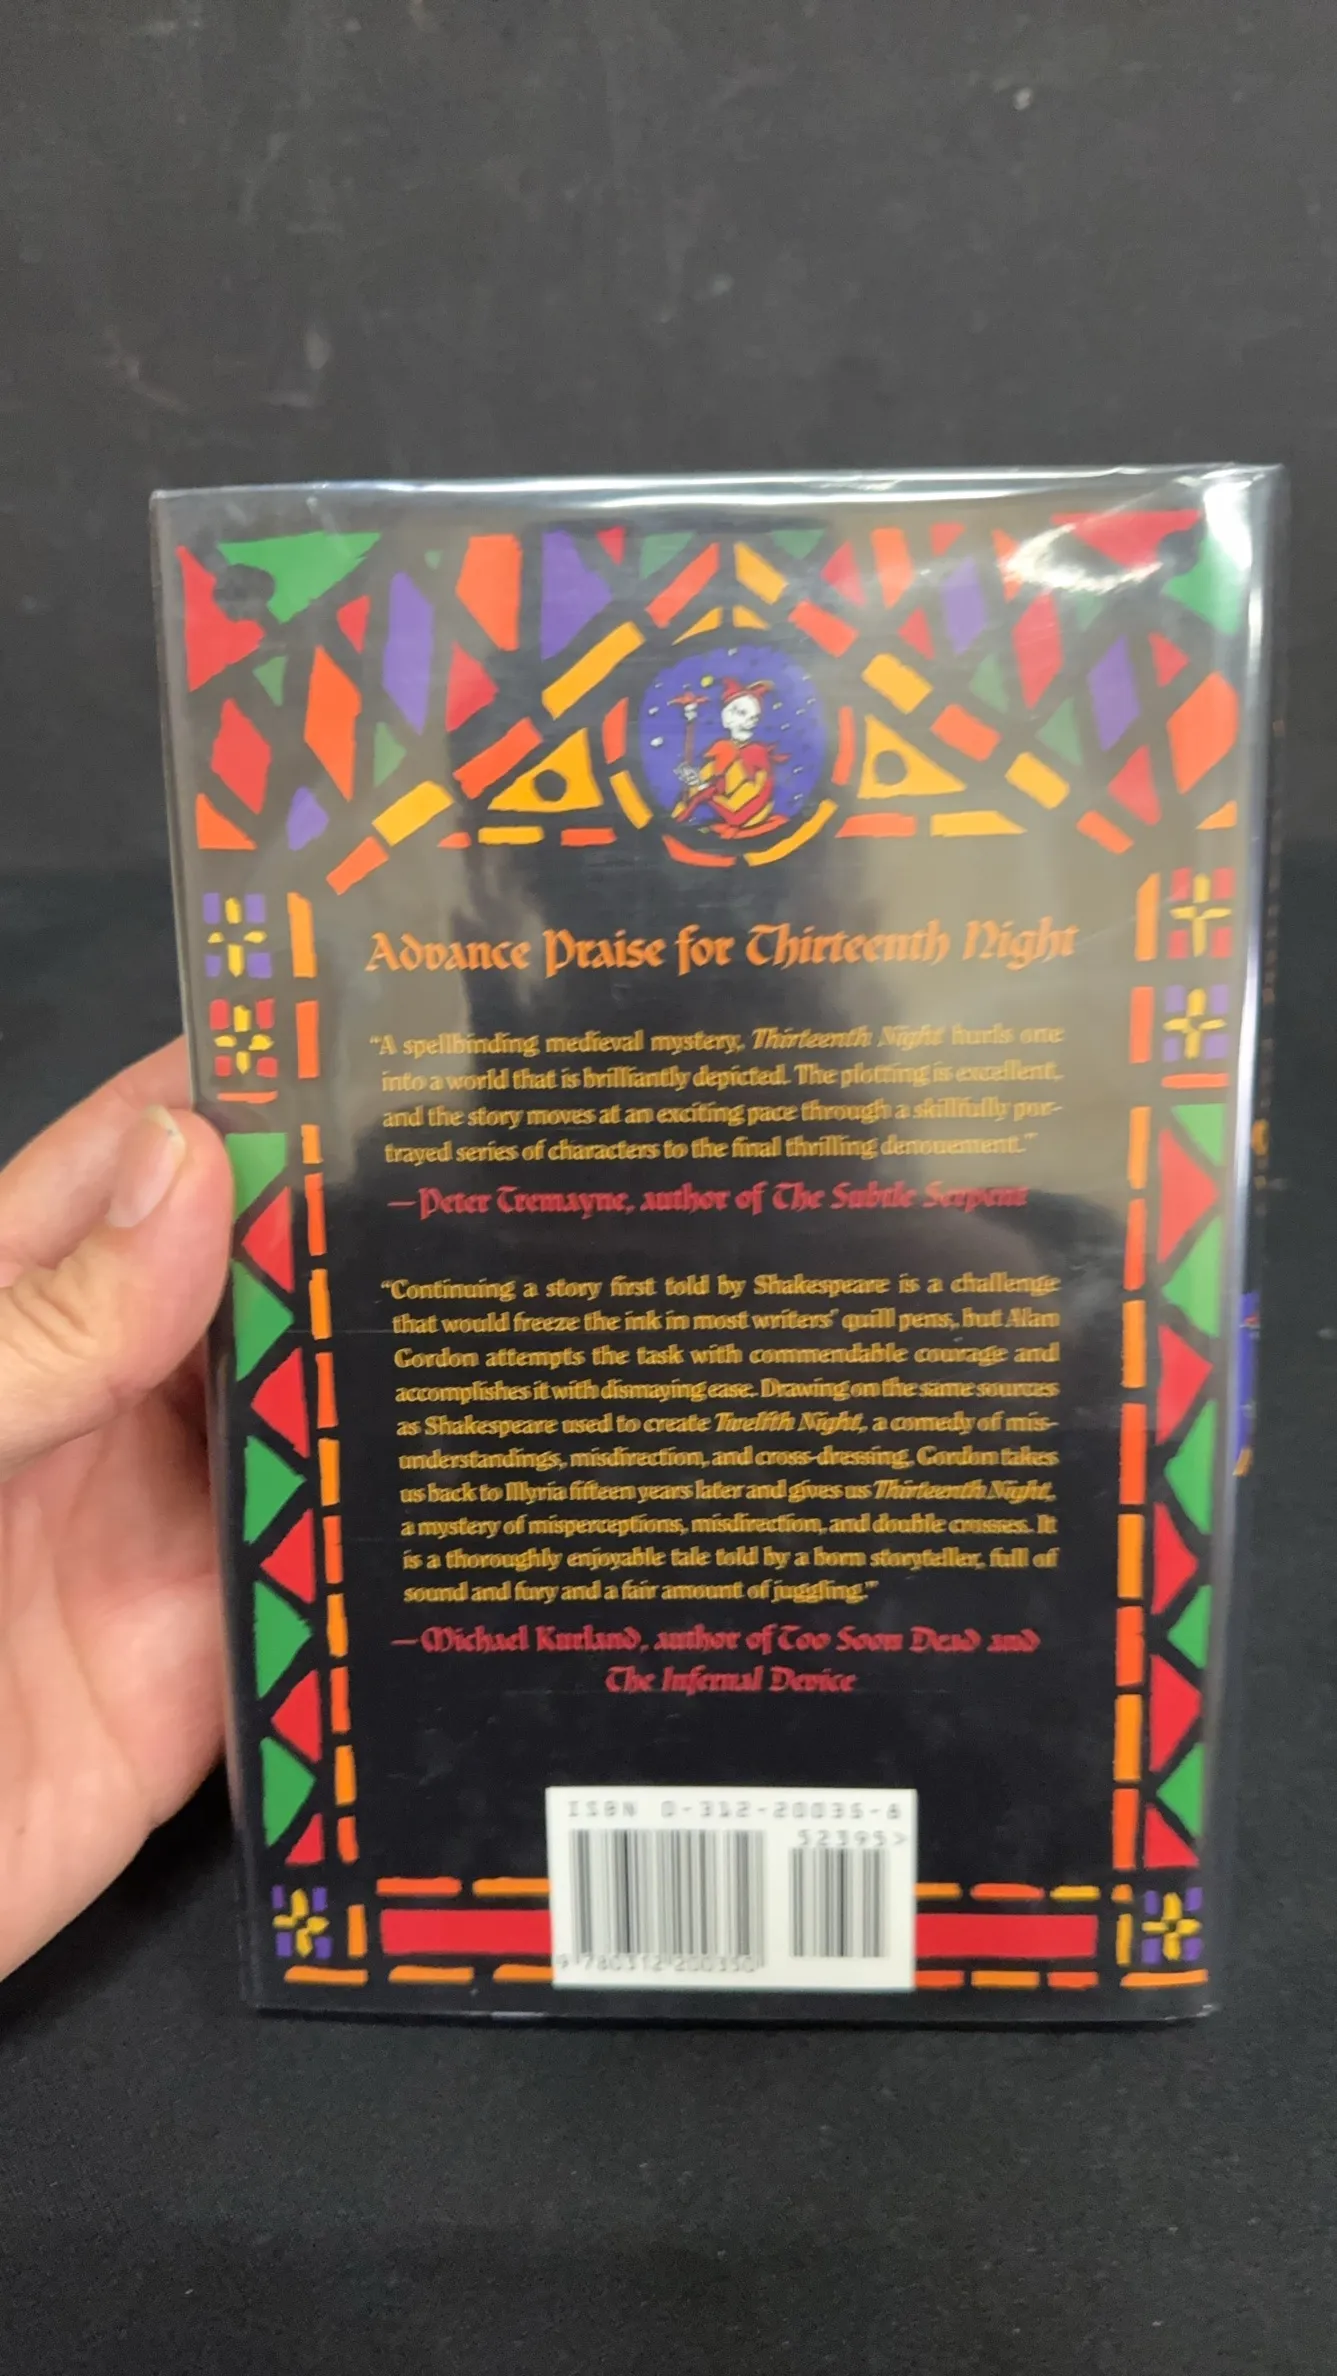 Advance Praise for Thirteenth Night
"A spellbinding medieval mystery, Thirteenth Night hurls one
into a world that is brilliantly depicted. The plotting is excellent,
and the story moves at an exciting pace through a skillfully por-
trayed series of characters to the final thrilling denouement."
—Peter Tremayne, author of The Subtle Serpent
"Continuing a story first told by Shakespeare is a challenge
that would freeze the ink in most writers' quill pens, but Alan
Gordon attempts the task with commendable courage and
accomplishes it with dismaying ease. Drawing on the same sources
as Shakespeare used to create Twelfth Night, a comedy of mis-
understandings, misdirection, and cross-dressing, Gordon takes
us back to Illyria fifteen years later and gives us Thirteenth Night,
a mystery of misperceptions, misdirection, and double crosses. It
is a thoroughly enjoyable tale told by a born storyteller, full of
sound and fury and a fair amount of juggling."
—Michael Kurland, author of Too Soon Dead and
The Infernal Device
ISBN 0-312-20035-8
52395>
9 780312 200350